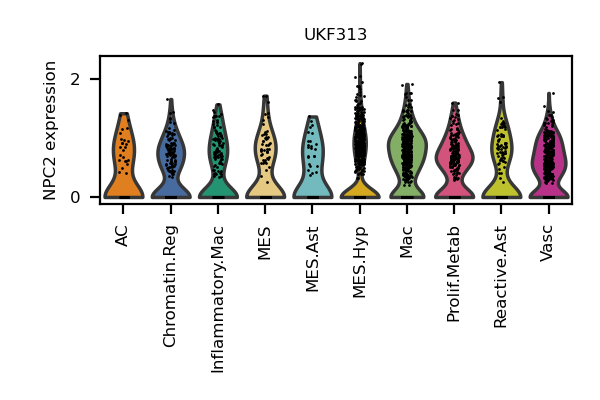 UKF313
NPC2 expression
2
0
AC
Chromatin.Reg
Inflammatory.Mac
MES
MES.Ast
MES.Hyp
Mac
Prolif.Metab
Reactive.Ast
Vasc